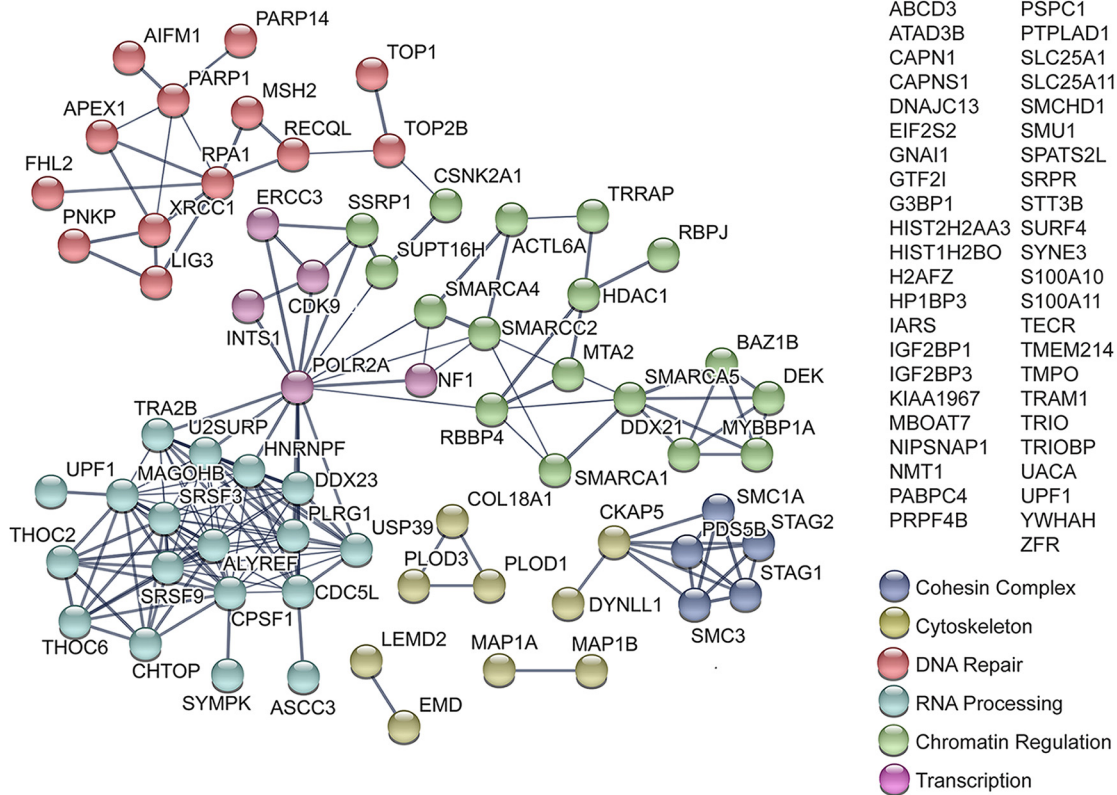 PARP14
AIFM1
TOP1
PARP1
MSH2
APEX1
RECQL
TOP2B
RPA1
FHL2
CSNK2A1
XRCC1
ERCC3
SSRP1
TRRAP
PNKP
RBPJ
SUPT16H
ACTL6A
LIG3
SMARCA4
HDAC1
CDK9
INTS1
SMARCC2
MTA2
BAZ1B
POLR2A
NF1
SMARCA5
DEK
TRA2B
U2SURP
RBBP4
DDX21
MYBBP1A
HNRNPF
UPF1
MAGOHB
DDX23
SMARCA1
SRSF3
COL18A1
SMC1A
PLRG1
CKAP5
PDS5B
STAG2
THOC2
USP39
ALYREF
PLOD3
PLOD1
STAG1
SRSF9
CDC5L
DYNLL1
CPSF1
SMC3
THOC6
LEMD2
MAP1A
MAP1B
CHTOP
SYMPK
ASCC3
EMD
ABCD3
ATAD3B
CAPN1
CAPNS1
DNAJC13
EIF2S2
GNAI1
GTF2I
G3BP1
HIST2H2AA3
HIST1H2BO
H2AFZ
HP1BP3
IARS
IGF2BP1
IGF2BP3
KIAA1967
MBOAT7
NIPSNAP1
NMT1
PABPC4
PRPF4B
PSPC1
PTPLAD1
SLC25A1
SLC25A11
SMCHD1
SMU1
SPATS2L
SRPR
STT3B
SURF4
SYNE3
S100A10
S100A11
TECR
TMEM214
TMPO
TRAM1
TRIO
TRIOBP
UACA
UPF1
YWHAH
ZFR
Cohesin Complex
Cytoskeleton
DNA Repair
RNA Processing
Chromatin Regulation
Transcription